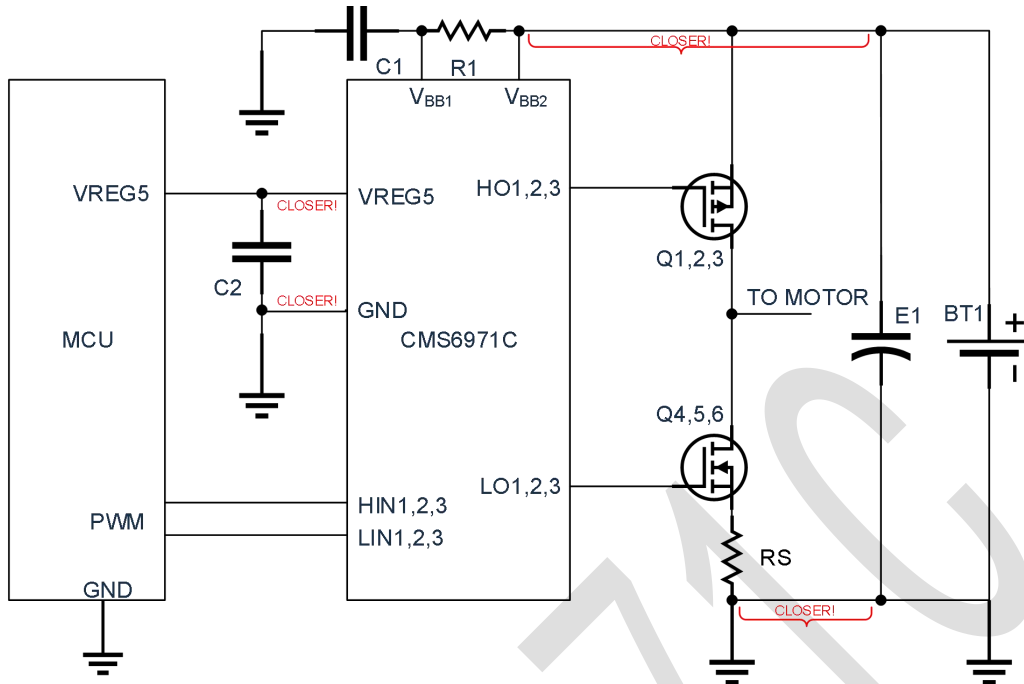 CLOSER!
C1
R1
VBB1
VBB2
VREG5
VREG5
HO1,2,3
CLOSER!
Q1,2,3
C2
CLOSER!
GND
TO MOTOR
E1
BT1
+
-
MCU
CMS6971C
Q4,5,6
LO1,2,3
HIN1,2,3
PWM
LIN1,2,3
RS
GND
CLOSER!